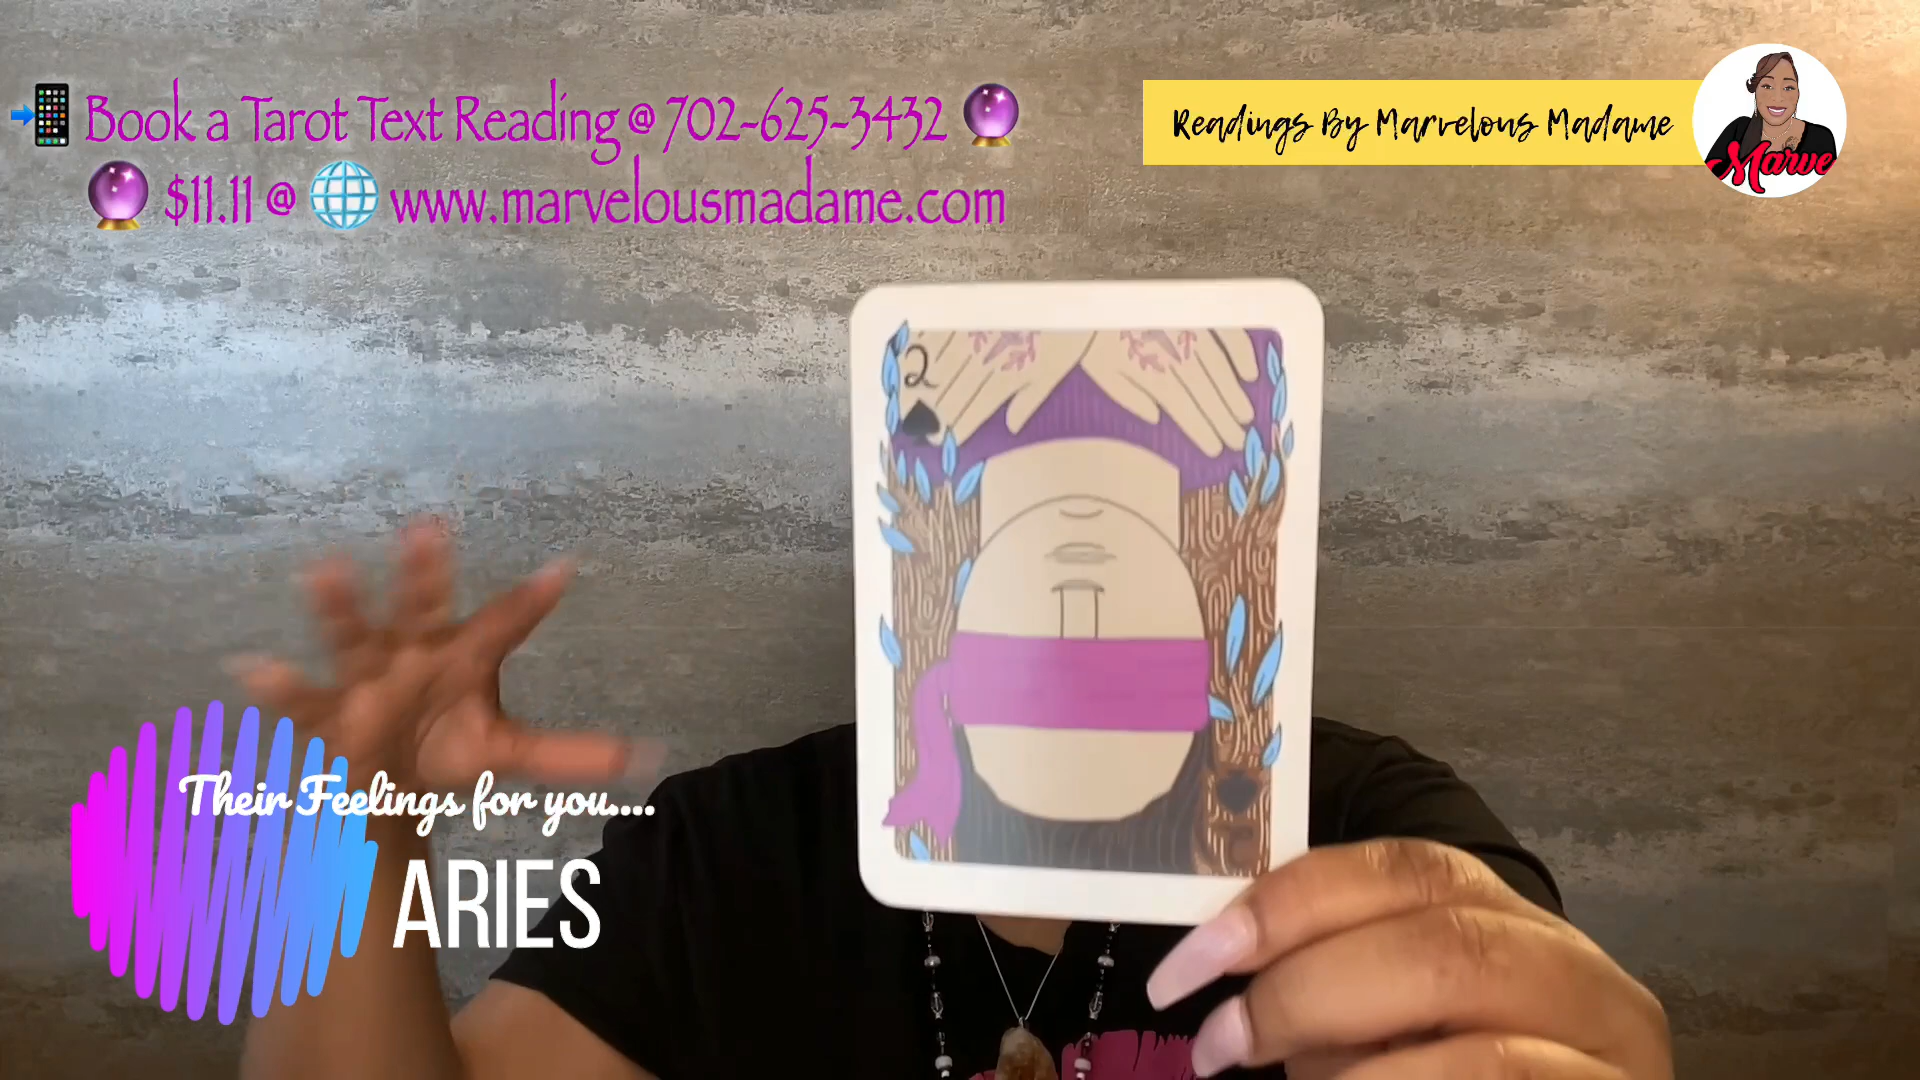 Book a Tarot Text Reading @ 702-625-3432
$11.11 @ www.marvelousmadame.com
Readings By Marvelous Madame
Marve
2
Their Feelings for you....
ARIES